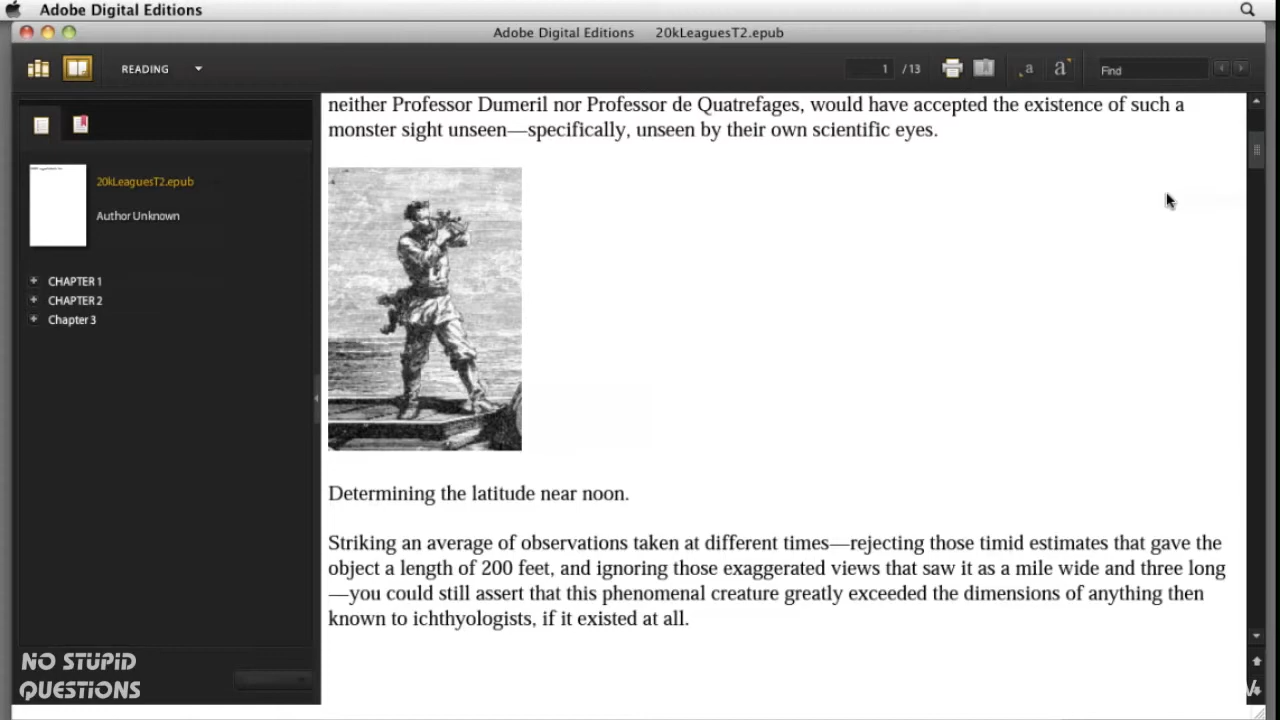 Adobe Digital Editions
Adobe Digital Editions 20kLeaguesT2.epub
READING
1 / 13
a a
Find
20kLeaguesT2.epub
Author Unknown
CHAPTER 1
CHAPTER 2
Chapter 3
neither Professor Dumeril nor Professor de Quatrefages, would have accepted the existence of such a
monster sight unseen—specifically, unseen by their own scientific eyes.
Determining the latitude near noon.
Striking an average of observations taken at different times—rejecting those timid estimates that gave the
object a length of 200 feet, and ignoring those exaggerated views that saw it as a mile wide and three long
—you could still assert that this phenomenal creature greatly exceeded the dimensions of anything then
known to ichthyologists, if it existed at all.
NO STUPID
QUESTIONS